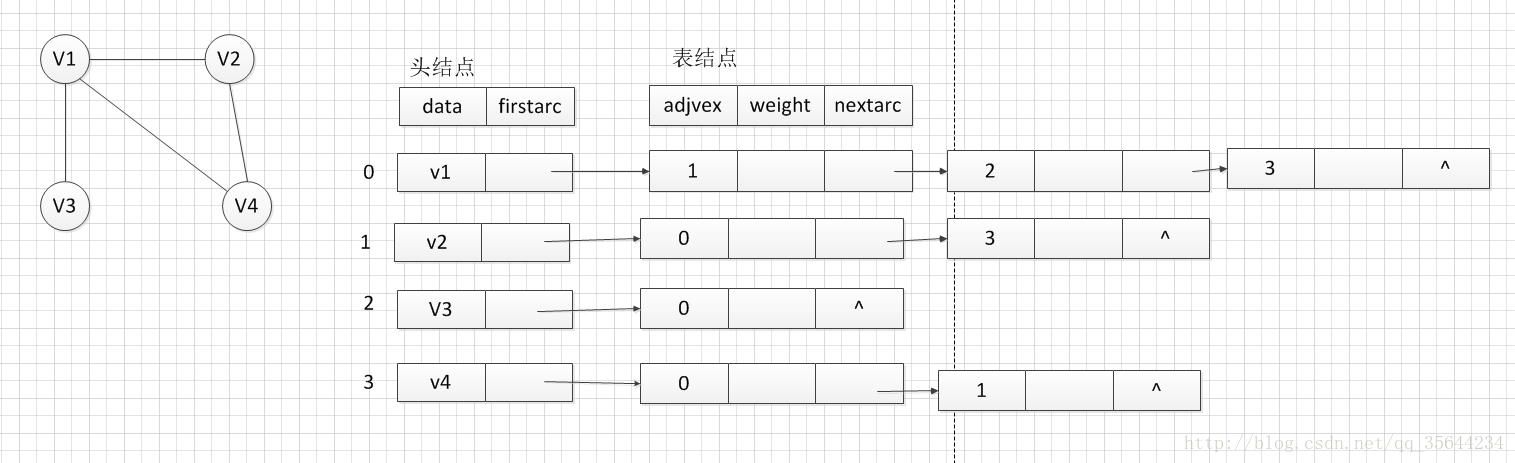 V1 V2
V3 V4
头结点 表结点
data firstarc adjvex weight nextarc
0 v1 1 2 3 ^
1 v2 0 3 ^
2 V3 0 ^
3 v4 0 1 ^
http://blog.csdn.net/qq_35644234